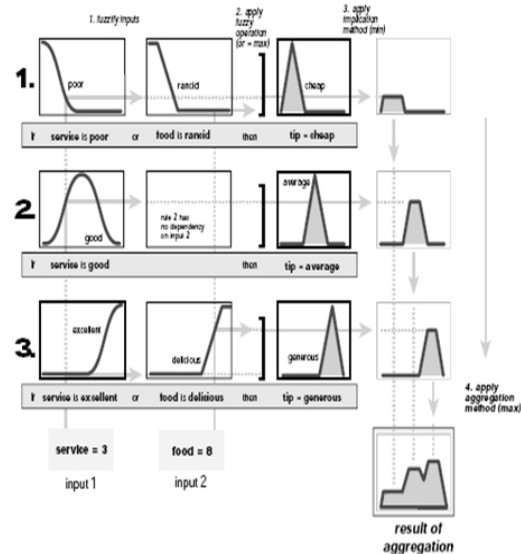 1. fuzzify inputs
2. apply
fuzzy
operation
(or = max)
3. apply
implication
method (min)
1.
poor
rancid
cheap
If service is poor or food is rancid then tip = cheap
2.
good
rule 2 has
no dependency
on input 2
average
If service is good then tip = average
3.
excellent
delicious
generous
If service is excellent or food is delicious then tip = generous
4. apply
aggregation
method (max)
service = 3
food = 8
input 1
input 2
result of
aggregation